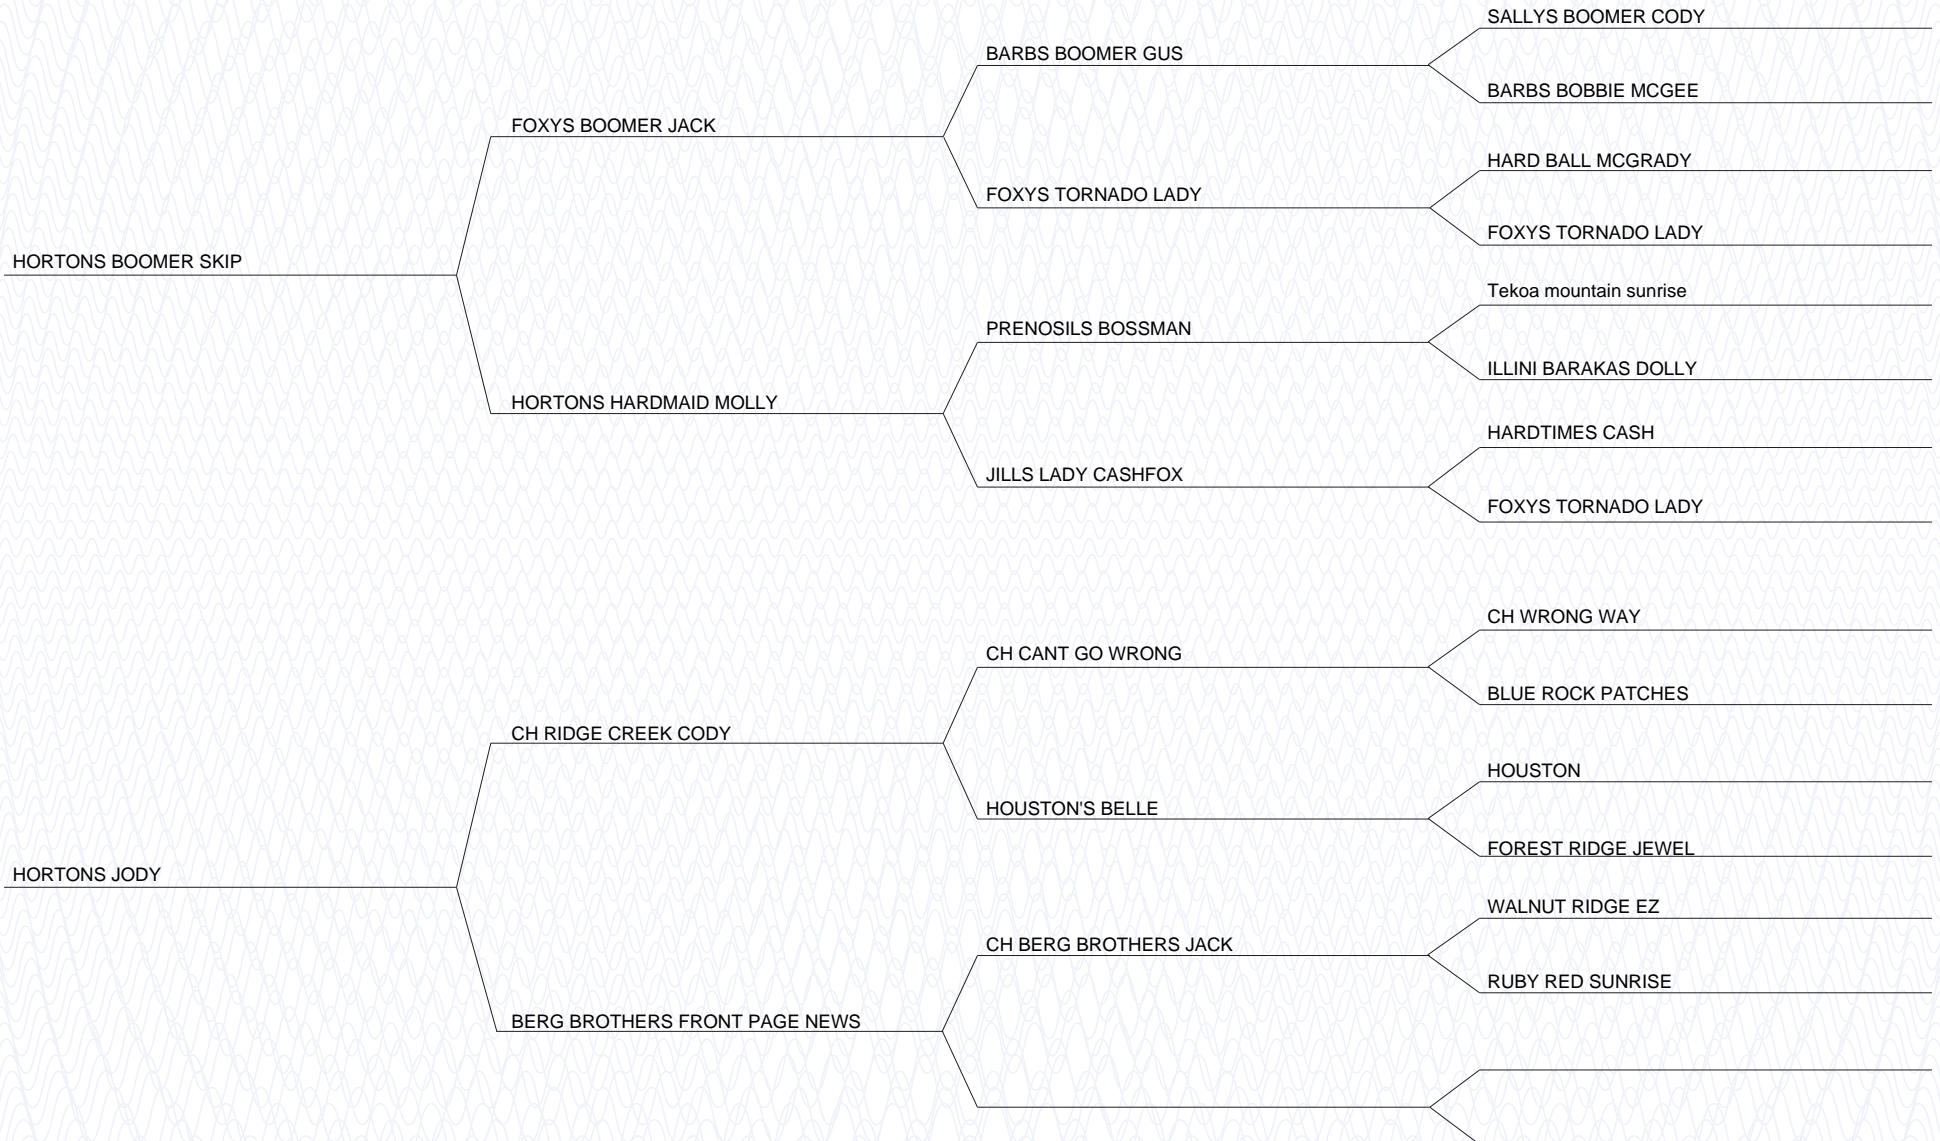 SALLYS BOOMER CODY
BARBS BOOMER GUS
BARBS BOBBIE MCGEE
FOXYS BOOMER JACK
HARD BALL MCGRADY
FOXYS TORNADO LADY
FOXYS TORNADO LADY
HORTONS BOOMER SKIP
Tekoa mountain sunrise
PRENOSILS BOSSMAN
ILLINI BARAKAS DOLLY
HORTONS HARDMAID MOLLY
HARDTIMES CASH
JILLS LADY CASHFOX
FOXYS TORNADO LADY
CH WRONG WAY
CH CANT GO WRONG
BLUE ROCK PATCHES
CH RIDGE CREEK CODY
HOUSTON
HOUSTON'S BELLE
FOREST RIDGE JEWEL
HORTONS JODY
WALNUT RIDGE EZ
CH BERG BROTHERS JACK
RUBY RED SUNRISE
BERG BROTHERS FRONT PAGE NEWS